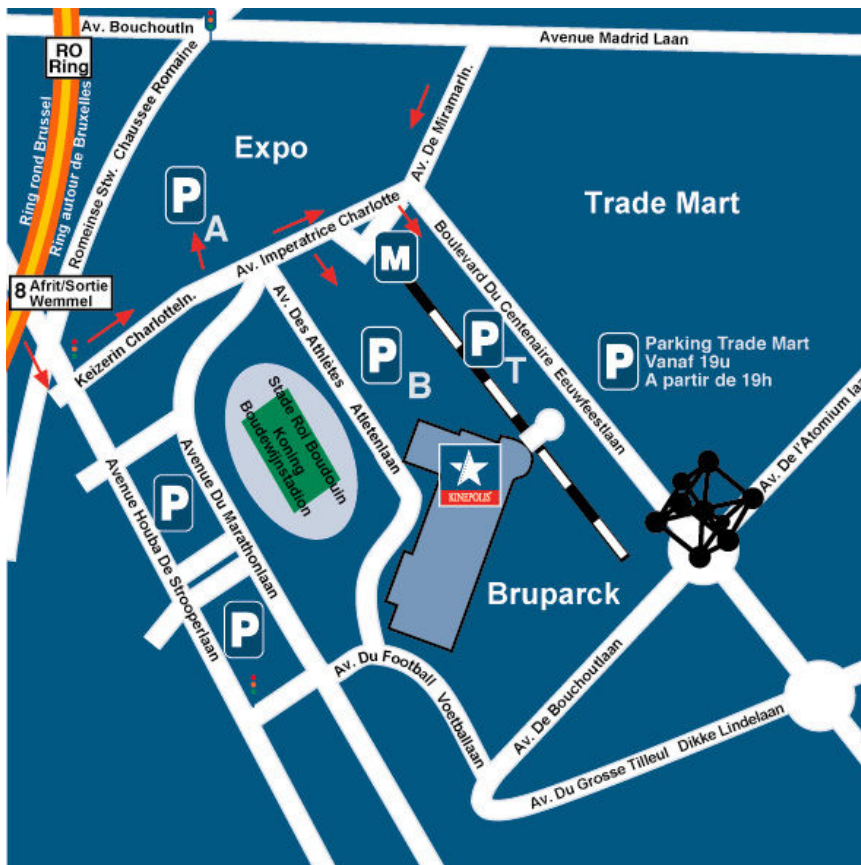 Av. Bouchoutln
Avenue Madrid Laan
RO
Ring
Ring rond Brussel
Ring autour de Bruxelles
Romeinse Stw. Chaussee Romaine
Av. De Miramarln.
Expo
P
A
Trade Mart
Av. Imperatrice Charlotte
M
8 Afrit/Sortie
Wemmel
Keizerin Charlotteln.
Boulevard Du Centenaire Eeuwfeestlaan
Av. Des Athlètes Atletenlaan
P
B
P
T
P
Parking Trade Mart
Vanaf 19u
A partir de 19h
Stade Roi Boudouin
Koning
Boudewijnstadion
KINEPOLIS
Av. De l'Atomium la
Avenue Du Marathonlaan
P
Avenue Houba De Strooperlaan
P
Bruparck
Av. Du Football Voetballaan
Av. De Bouchoutlaan
Av. Du Grosse Tilleul Dikke Lindelaan